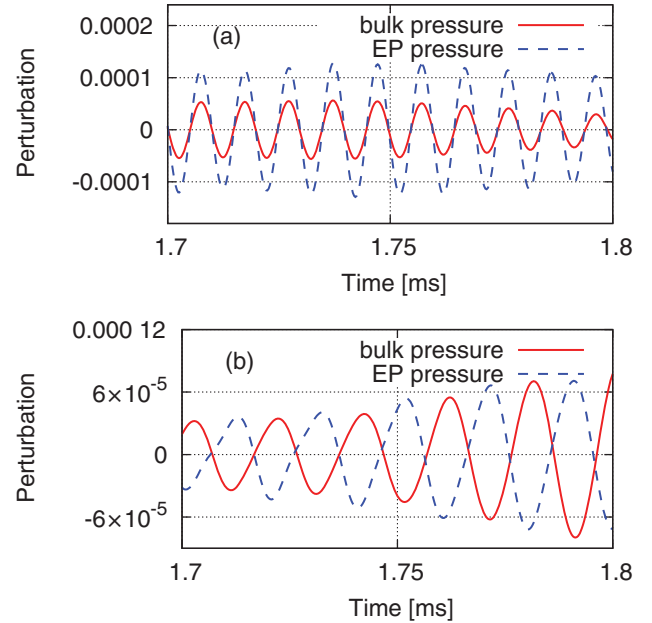 0.0002
(a)
bulk pressure
EP pressure
0.0001
0
-0.0001
Perturbation
1.7
1.75
1.8
Time [ms]
0.000 12
(b)
bulk pressure
EP pressure
6×10⁻⁵
0
-6×10⁻⁵
Perturbation
1.7
1.75
1.8
Time [ms]